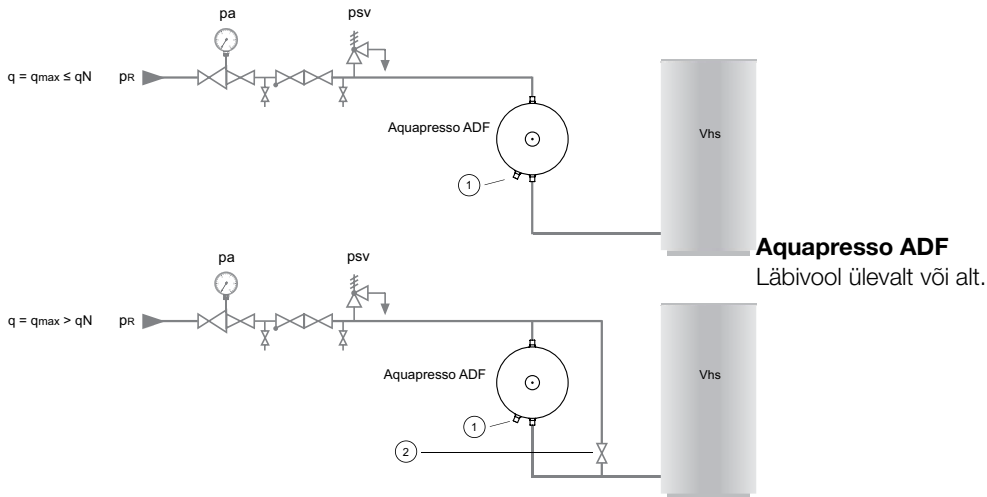 pa
psv
q = qmax ≤ qN
pR
Aquapresso ADF
Vhs
1
Aquapresso ADF
Läbivool ülevalt või alt.
pa
psv
q = qmax > qN
pR
Aquapresso ADF
Vhs
1
2